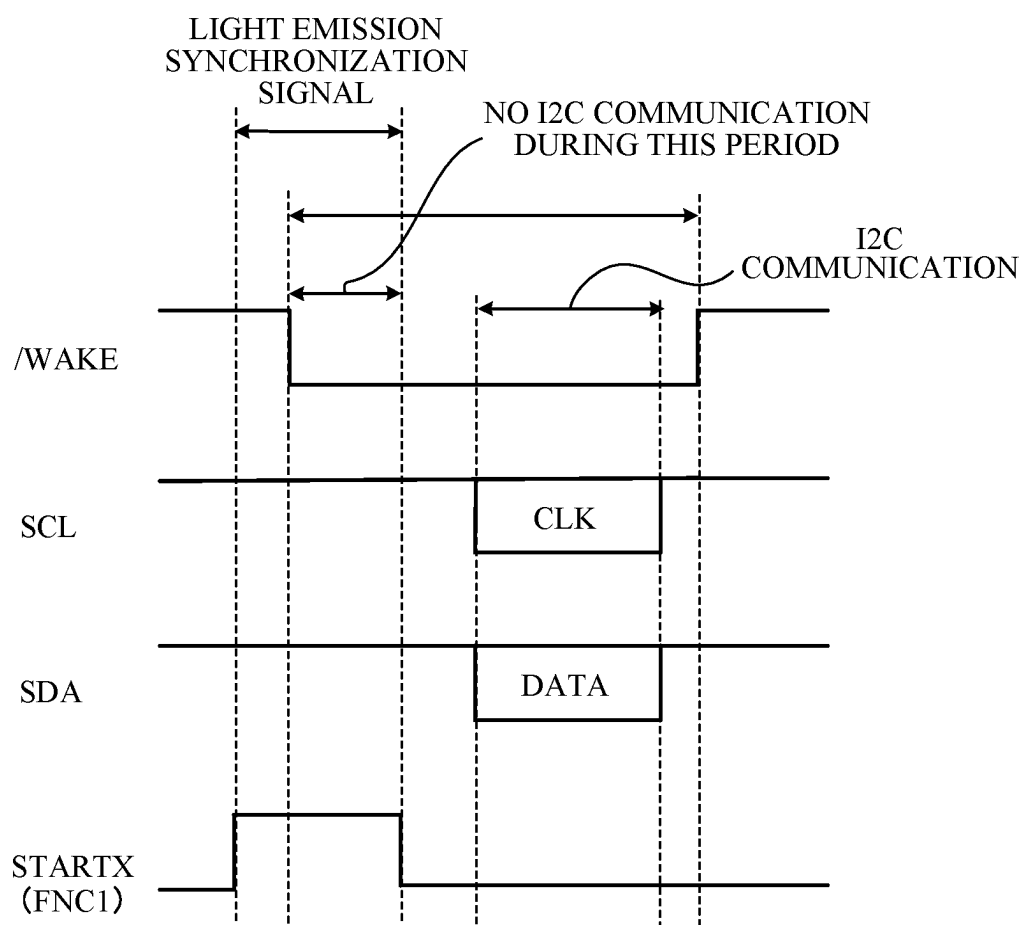 LIGHT EMISSION
SYNCHRONIZATION
SIGNAL
NO I2C COMMUNICATION
DURING THIS PERIOD
I2C
COMMUNICATION
/WAKE
SCL
CLK
SDA
DATA
STARTX
(FNC1)